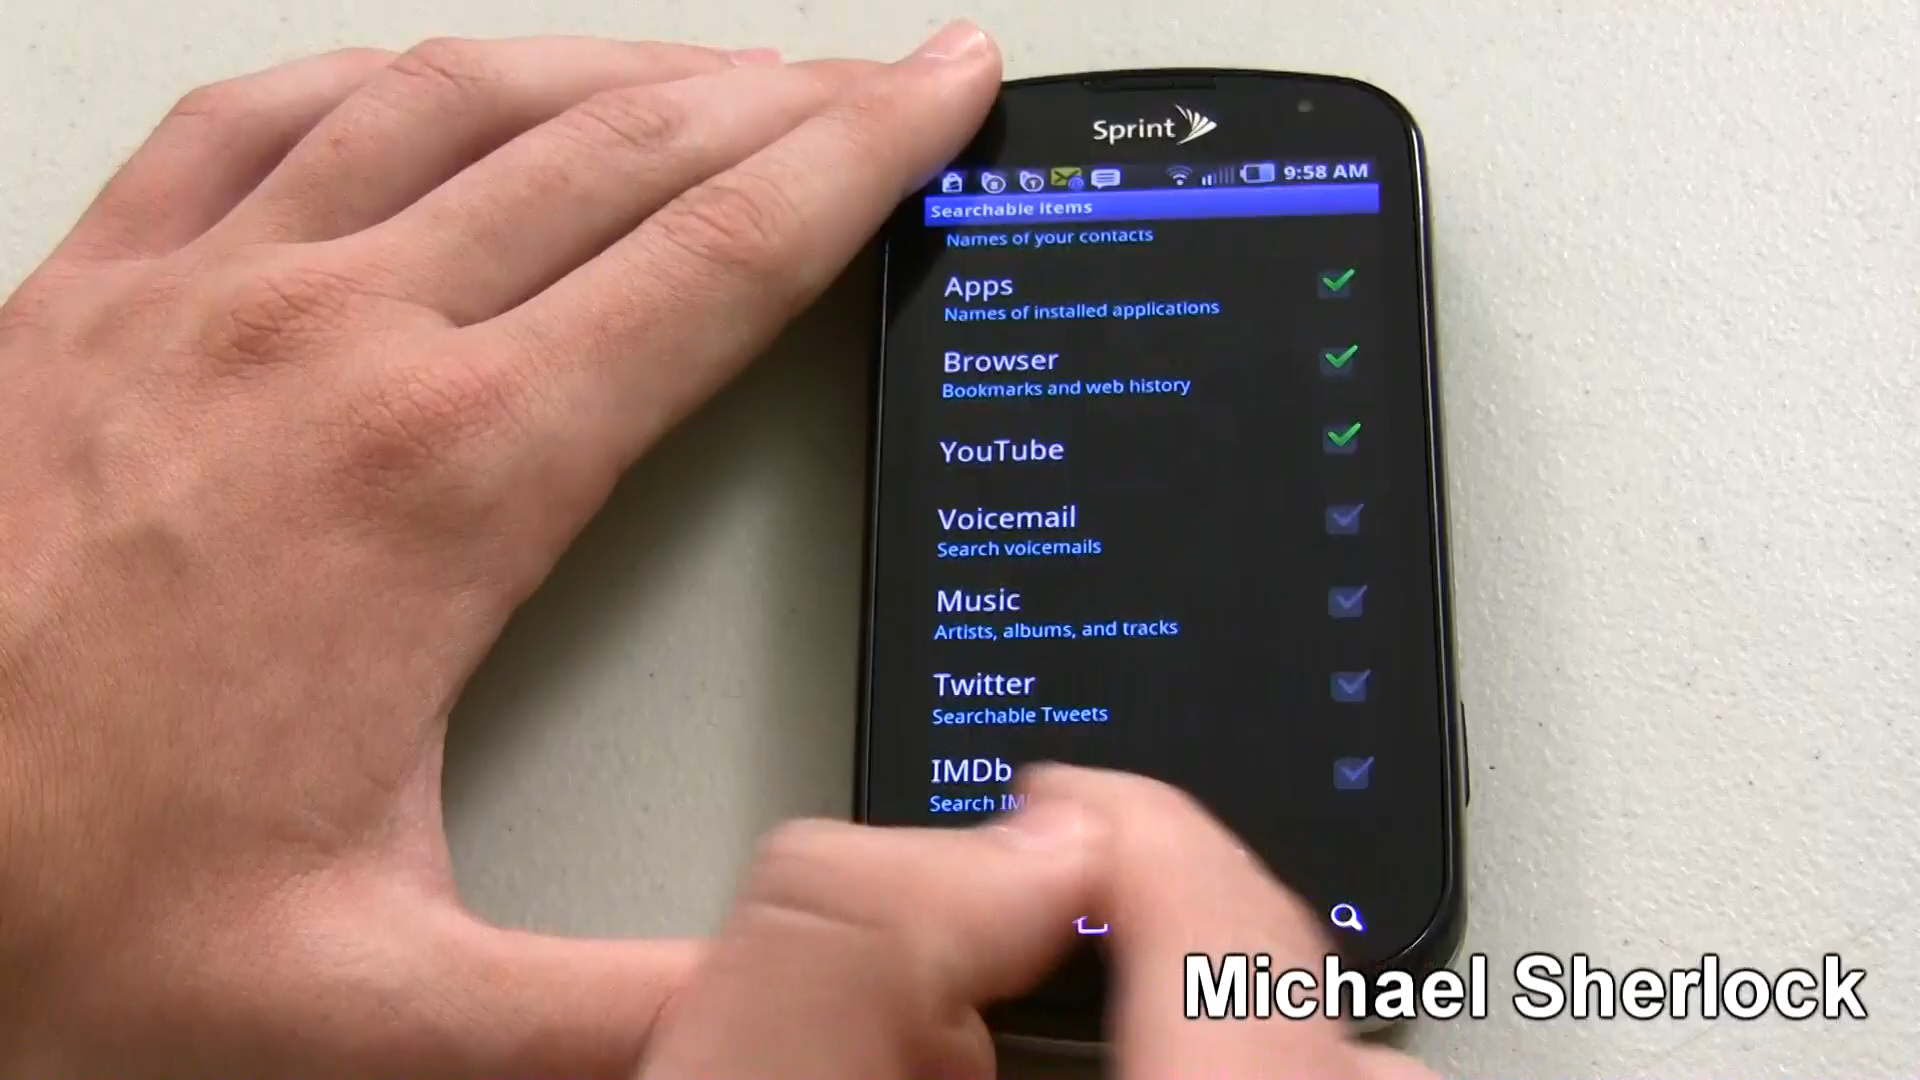 Sprint
9:58 AM
Searchable items
Names of your contacts
Apps
Names of installed applications
Browser
Bookmarks and web history
YouTube
Voicemail
Search voicemails
Music
Artists, albums, and tracks
Twitter
Searchable Tweets
IMDb
Search
Michael Sherlock